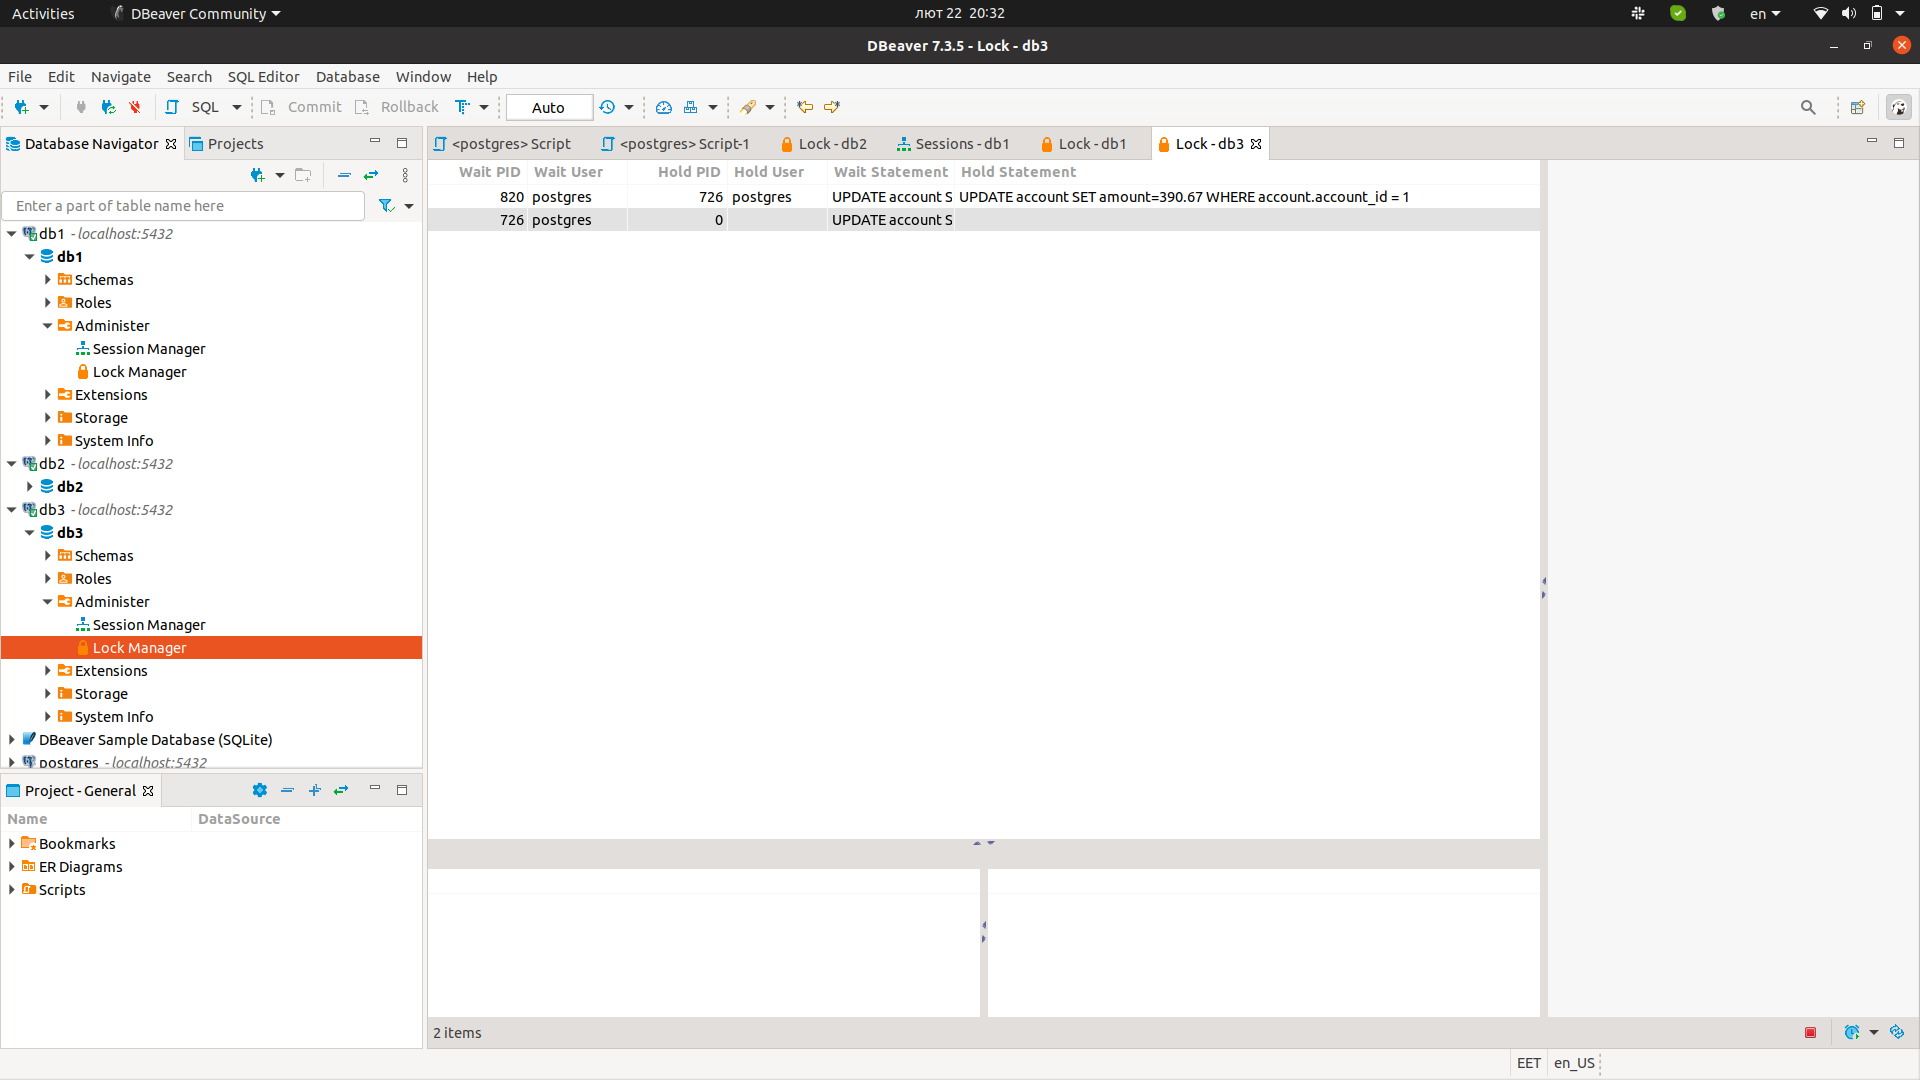 Activities
DBeaver Community
лют 22 20:32
en
DBeaver 7.3.5 - Lock - db3
File Edit Navigate Search SQL Editor Database Window Help
SQL Commit Rollback Auto
Database Navigator Projects
<postgres> Script <postgres> Script-1 Lock - db2 Sessions - db1 Lock - db1 Lock - db3
Enter a part of table name here
db1 - localhost:5432
db1
Schemas
Roles
Administer
Session Manager
Lock Manager
Extensions
Storage
System Info
db2 - localhost:5432
db2
db3 - localhost:5432
db3
Schemas
Roles
Administer
Session Manager
Lock Manager
Extensions
Storage
System Info
DBeaver Sample Database (SQLite)
postgres - localhost:5432
Wait PID Wait User Hold PID Hold User Wait Statement Hold Statement
820 postgres 726 postgres UPDATE account S UPDATE account SET amount=390.67 WHERE account.account_id = 1
726 postgres 0 UPDATE account S
Project - General
Name DataSource
Bookmarks
ER Diagrams
Scripts
2 items
EET en_US